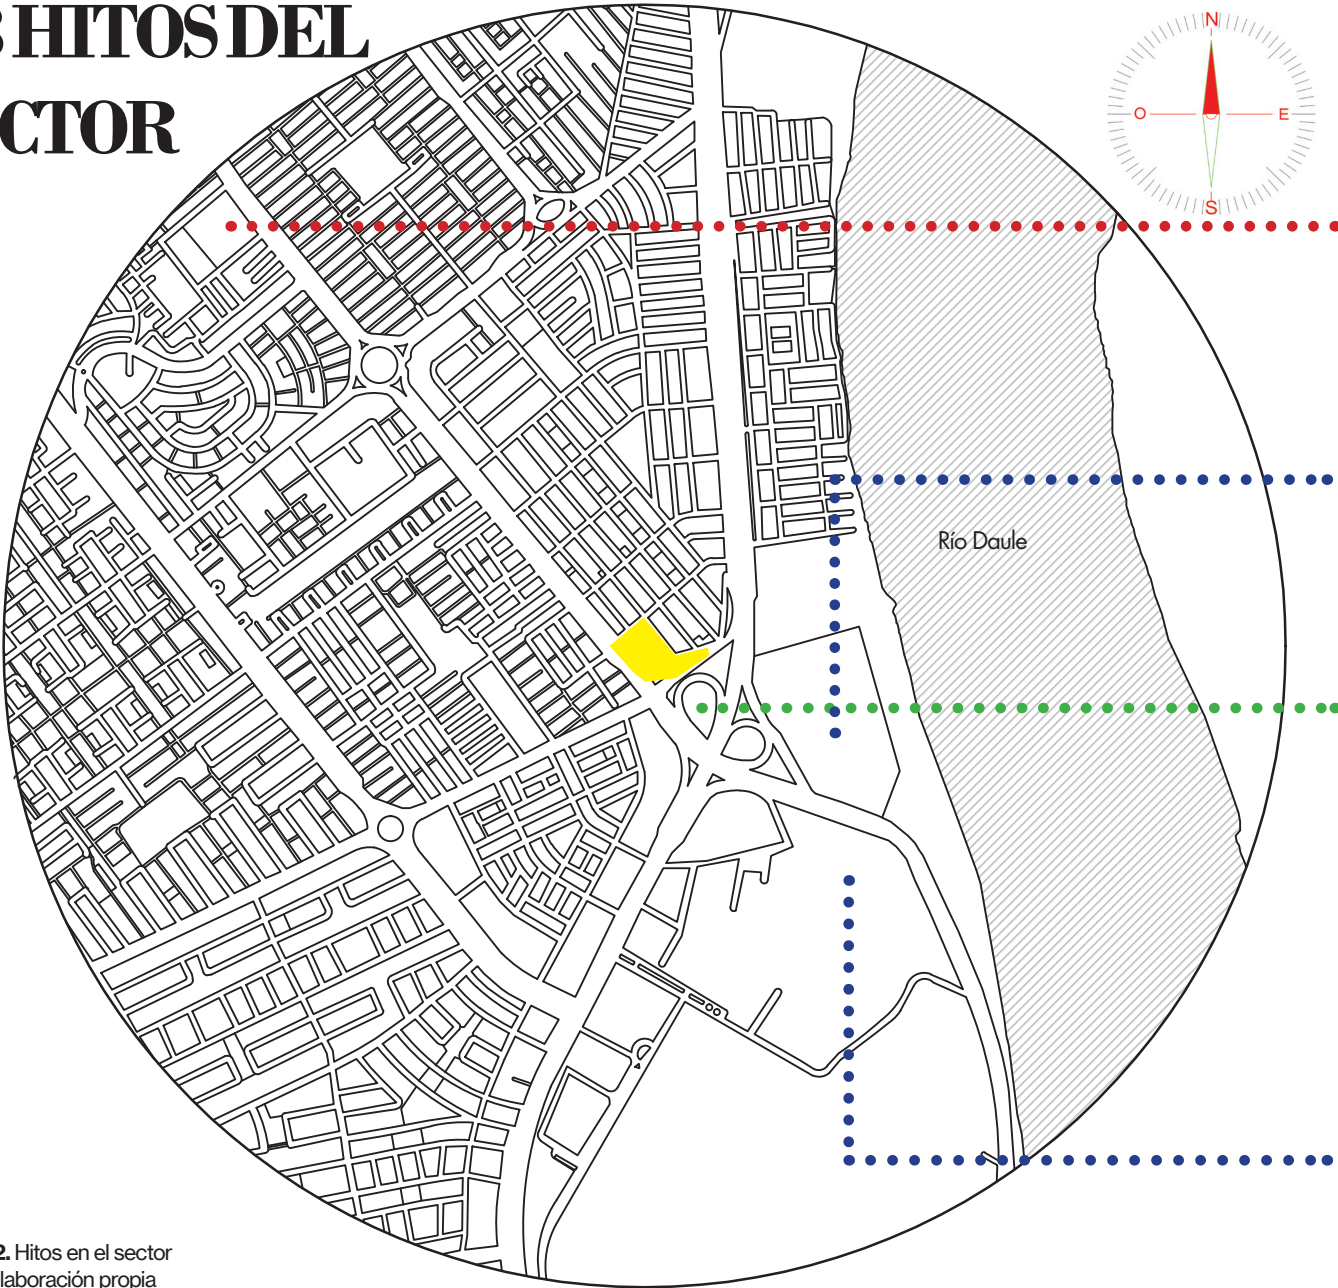 HITOS DEL
CTOR
N
O
E
S
Río Daule
2. Hitos en el sector
laboración propia